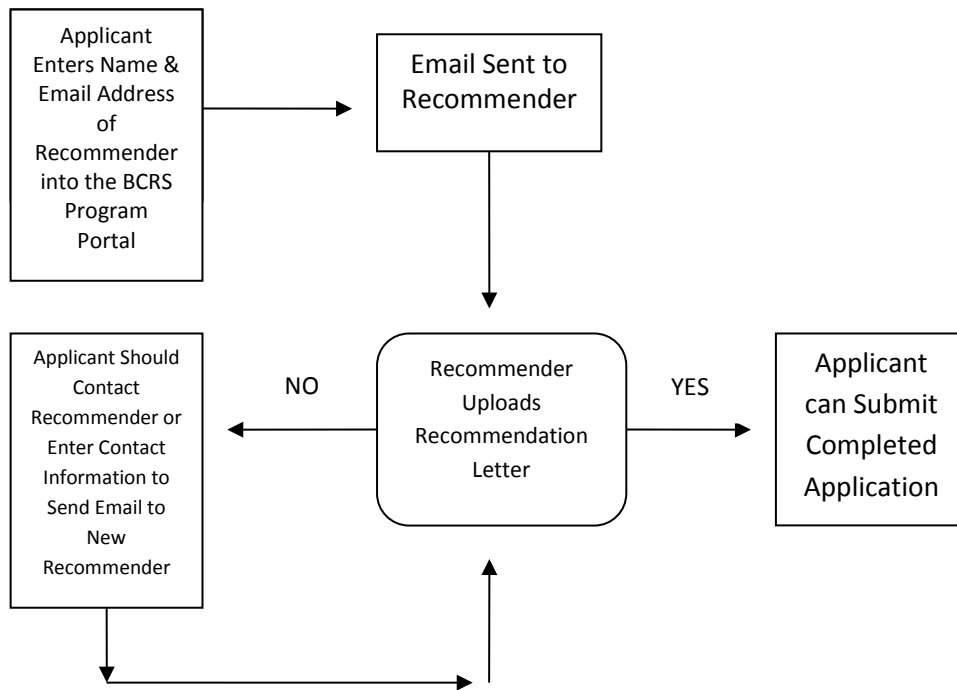 Applicant
Enters Name &
Email Address
of
Recommender
into the BCRS
Program
Portal
Email Sent to
Recommender
Applicant Should
Contact
Recommender or
Enter Contact
Information to
Send Email to
New
Recommender
NO
Recommender
Uploads
Recommendation
Letter
YES
Applicant
can Submit
Completed
Application